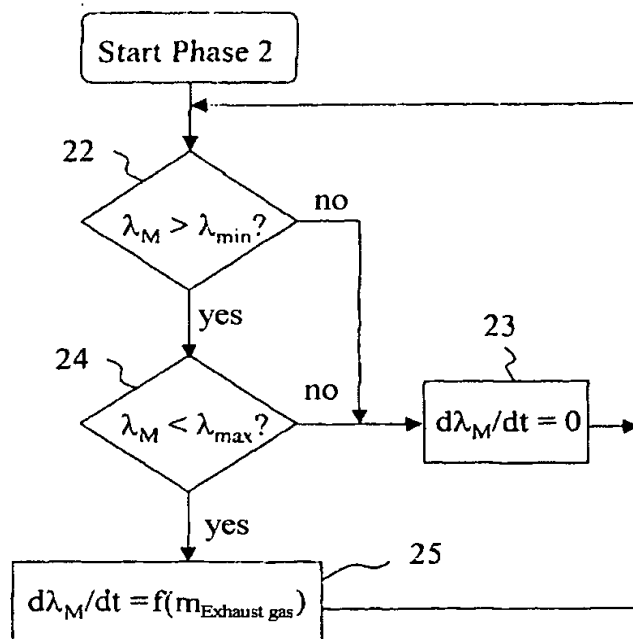 Start Phase 2
22
λM > λmin?
no
yes
24
λM < λmax?
no
23
dλM/dt = 0
yes
25
dλM/dt = f(mExhaust gas)